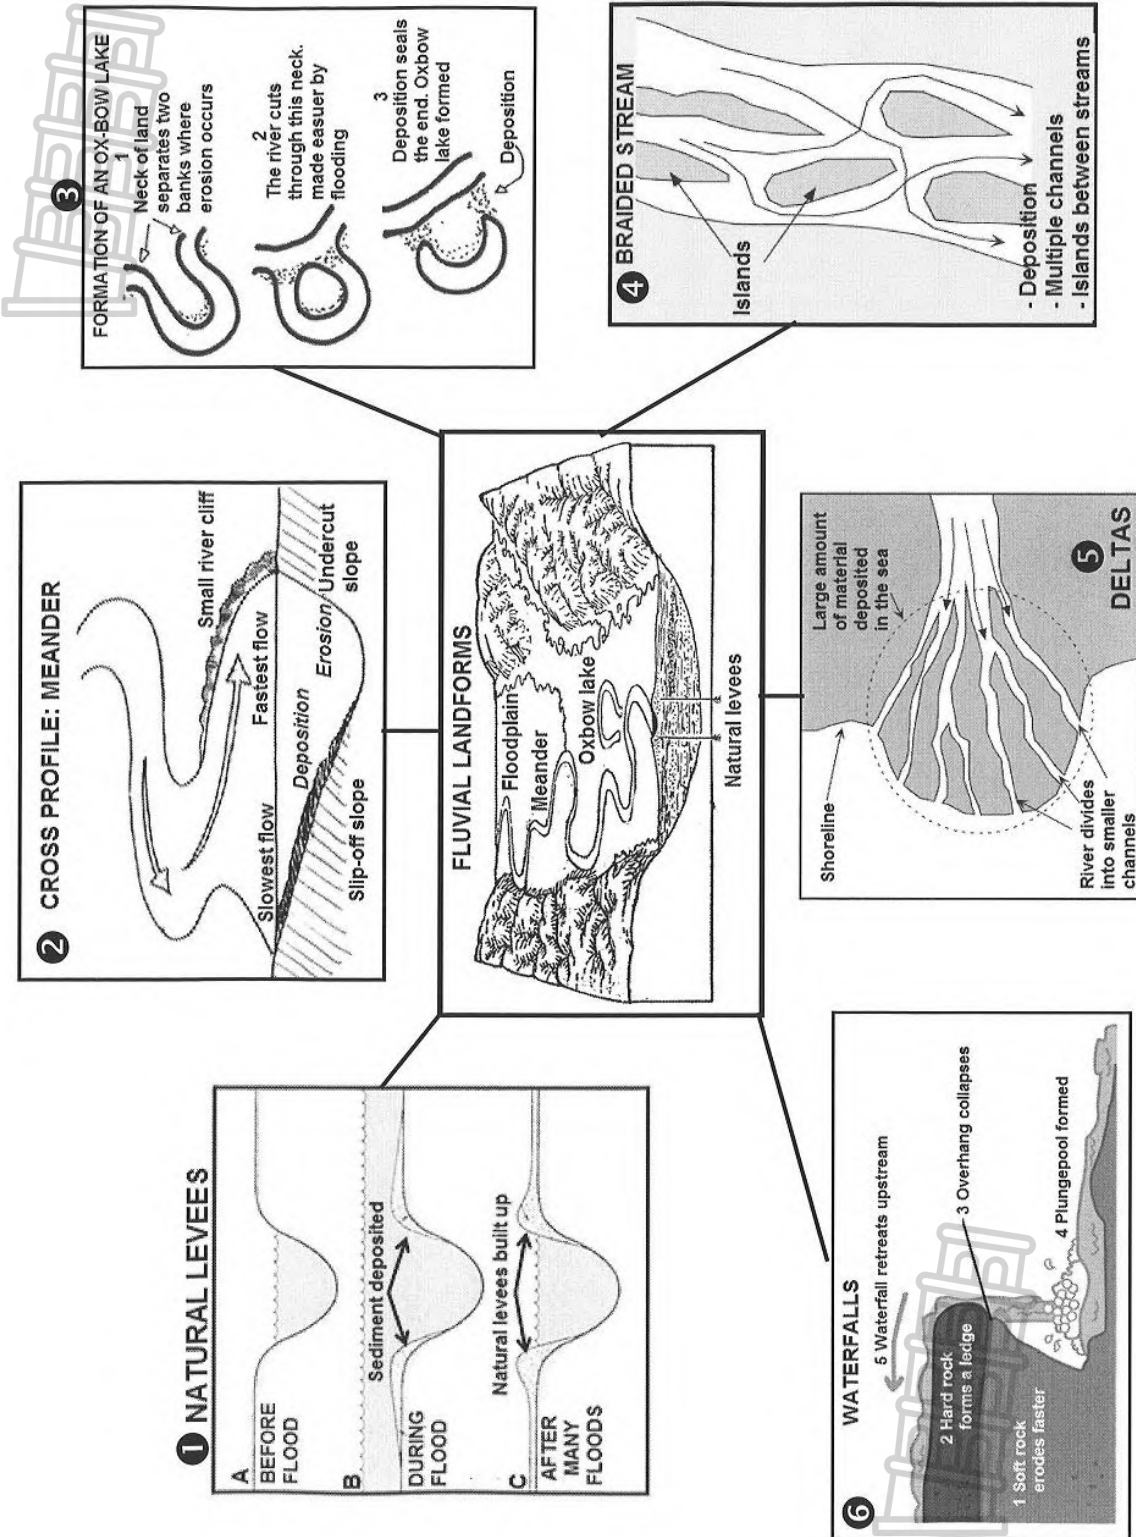 FLUVIAL LANDFORMS
Floodplain
Meander
Oxbow lake
Natural levees
1 NATURAL LEVEES
A
BEFORE
FLOOD
B
Sediment deposited
DURING
FLOOD
C
Natural levees built up
AFTER
MANY
FLOODS
2 CROSS PROFILE: MEANDER
Small river cliff
Slowest flow
Fastest flow
Deposition
Erosion
Undercut
slope
Slip-off slope
3
FORMATION OF AN OX-BOW LAKE
1
Neck of land
separates two
banks where
erosion occurs
2
The river cuts
through this neck.
made easuer by
flooding
3
Deposition seals
the end. Oxbow
lake formed
Deposition
4 BRAIDED STREAM
Islands
- Deposition
- Multiple channels
- Islands between streams
Shoreline
Large amount
of material
deposited
in the sea
River divides
into smaller
channels
5
DELTAS
6
WATERFALLS
5 Waterfall retreats upstream
2 Hard rock
forms a ledge
3 Overhang collapses
1 Soft rock
erodes faster
4 Plungepool formed